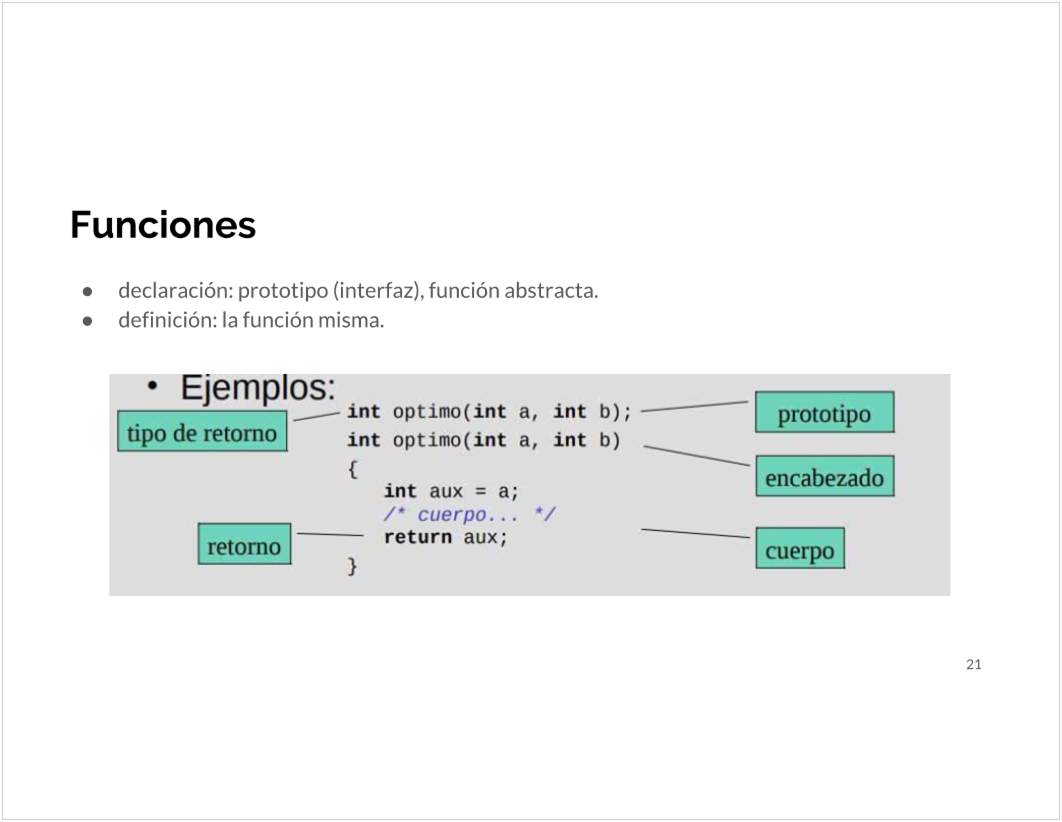 Funciones
● declaración: prototipo (interfaz), función abstracta.
● definición: la función misma.
• Ejemplos:
tipo de retorno
int optimo(int a, int b);
prototipo
int optimo(int a, int b)
encabezado
{
int aux = a;
/* cuerpo... */
retorno
return aux;
cuerpo
}
21